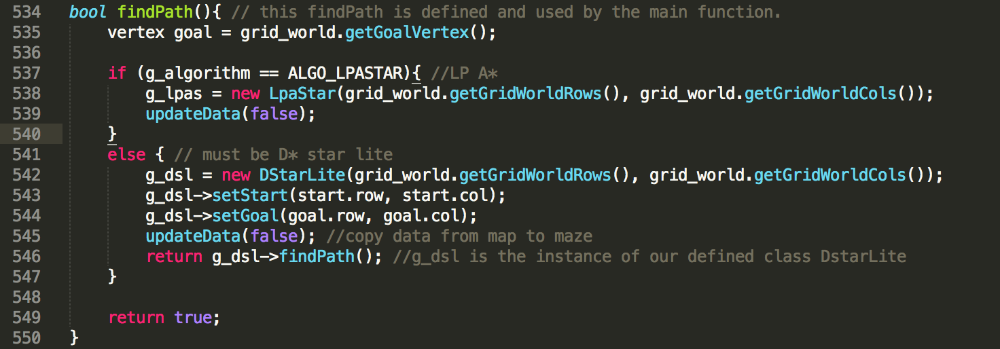 534 bool findPath(){ // this findPath is defined and used by the main function.
535     vertex goal = grid_world.getGoalVertex();
536
537     if (g_algorithm == ALGO_LPASTAR){ //LP A*
538         g_lpas = new LpaStar(grid_world.getGridWorldRows(), grid_world.getGridWorldCols());
539         updateData(false);
540     }
541     else { // must be D* star lite
542         g_dsl = new DStarLite(grid_world.getGridWorldRows(), grid_world.getGridWorldCols());
543         g_dsl->setStart(start.row, start.col);
544         g_dsl->setGoal(goal.row, goal.col);
545         updateData(false); //copy data from map to maze
546         return g_dsl->findPath(); //g_dsl is the instance of our defined class DstarLite
547     }
548
549     return true;
550 }